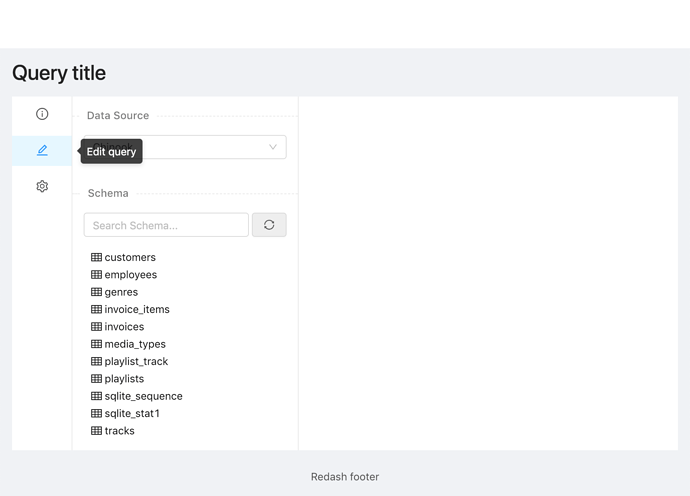 Query title
Data Source
Edit query
Schema
Search Schema...
customers
employees
genres
invoice_items
invoices
media_types
playlist_track
playlists
sqlite_sequence
sqlite_stat1
tracks
Redash footer